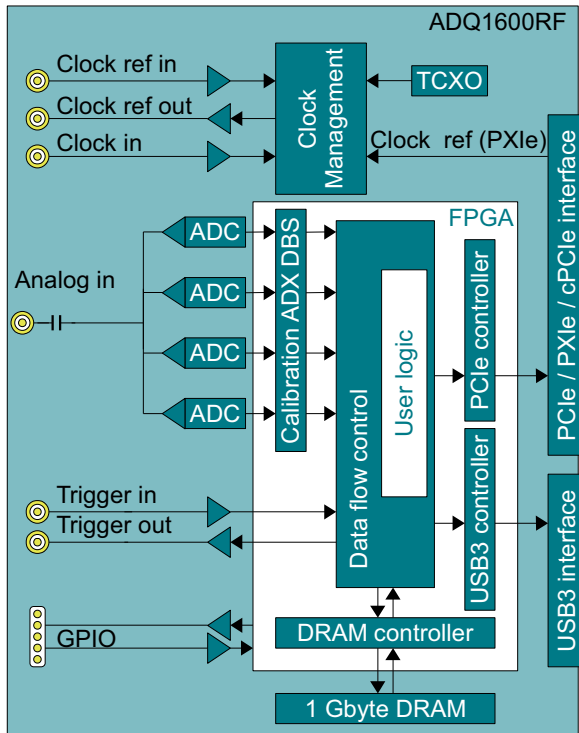 ADQ1600RF
Clock ref in
Clock ref out
Clock in
Clock
Management
TCXO
Clock ref (PXIe)
PCIe / PXIe / cPCIe interface
FPGA
Analog in
ADC
ADC
ADC
ADC
Calibration ADX DBS
Data flow control
User logic
PCIe controller
USB3 controller
USB3 interface
Trigger in
Trigger out
GPIO
DRAM controller
1 Gbyte DRAM